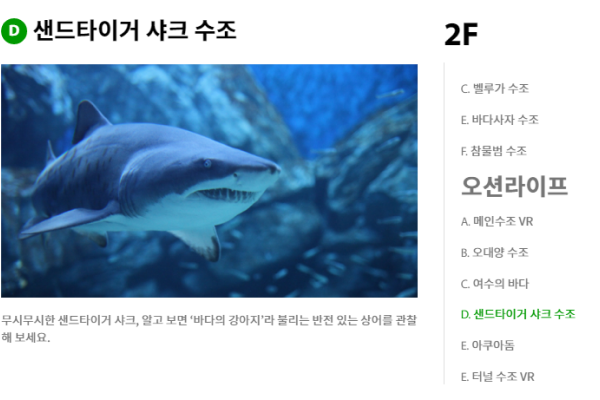 D 샌드타이거 샤크 수조
무시무시한 샌드타이거 샤크, 알고 보면 ‘바다의 강아지’라 불리는 반전 있는 상어를 관찰
해 보세요.
2F
C. 벨루가 수조
E. 바다사자 수조
F. 참물범 수조
오션라이프
A. 메인수조 VR
B. 오대양 수조
C. 여수의 바다
D. 샌드타이거 샤크 수조
E. 아쿠아돔
E. 터널 수조 VR